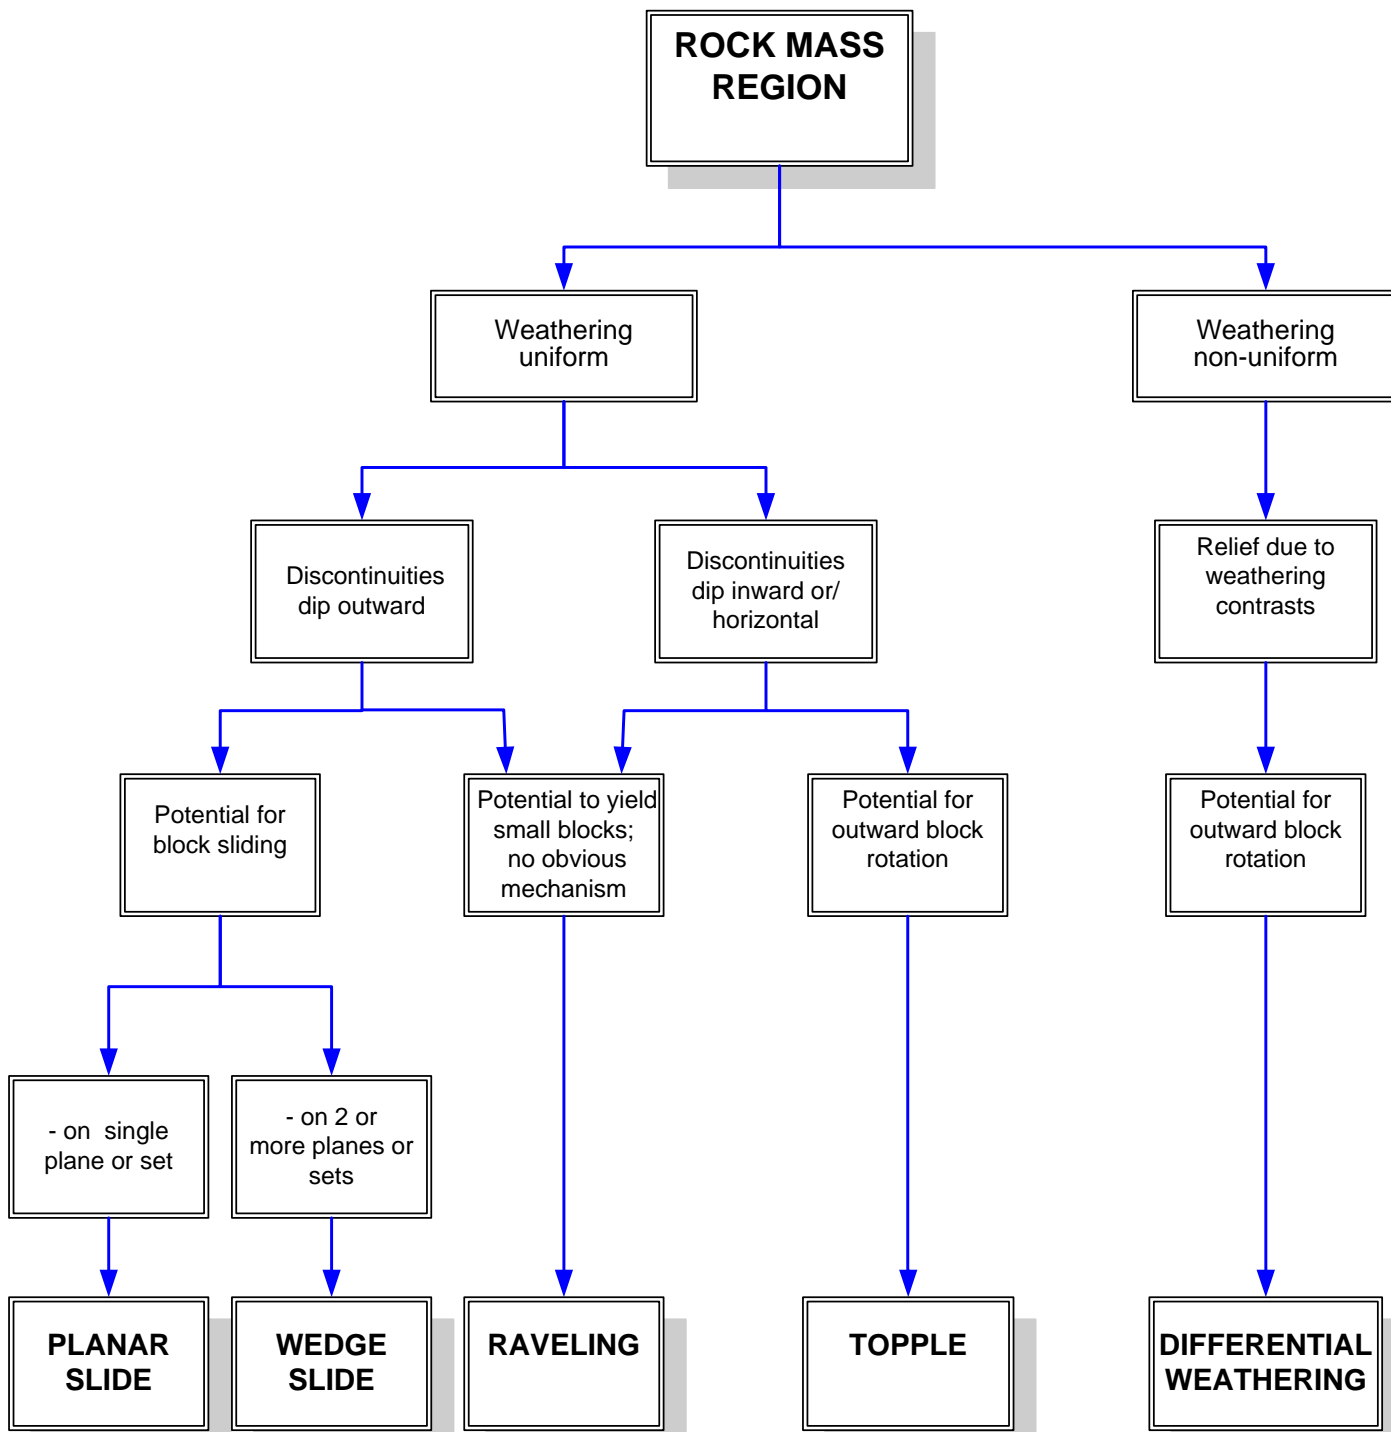 ROCK MASS
REGION
Weathering
uniform
Weathering
non-uniform
Discontinuities
dip outward
Discontinuities
dip inward or/
horizontal
Relief due to
weathering
contrasts
Potential for
block sliding
Potential to yield
small blocks;
no obvious
mechanism
Potential for
outward block
rotation
Potential for
outward block
rotation
- on  single
plane or set
- on 2 or
more planes or
sets
PLANAR
SLIDE
WEDGE
SLIDE
RAVELING
TOPPLE
DIFFERENTIAL
WEATHERING